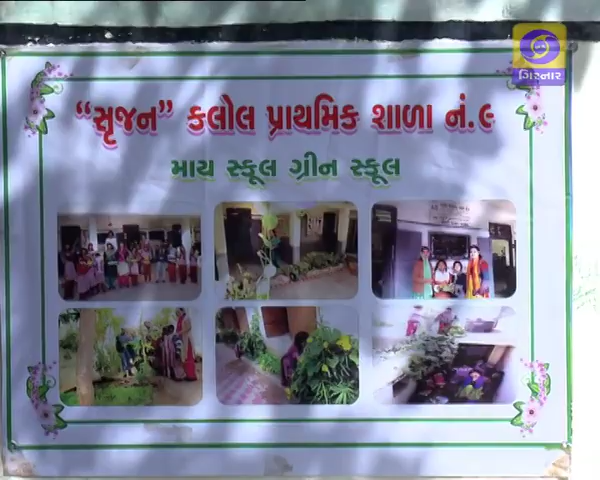 ગિરનાર
“સૃજન” કલોલ પ્રાથમિક શાળા નં.૯
માય સ્કૂલ ગ્રીન સ્કૂલ